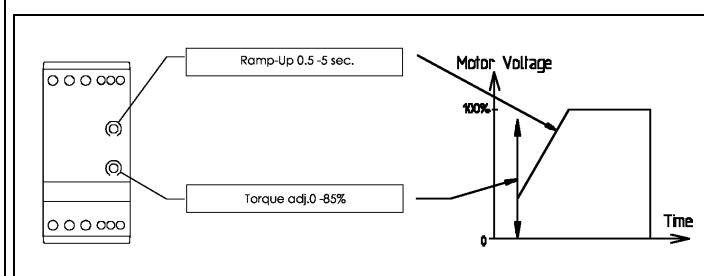 Ramp-Up 0.5 -5 sec.
Motor Voltage
100%
Torque adj.0 -85%
Time
0